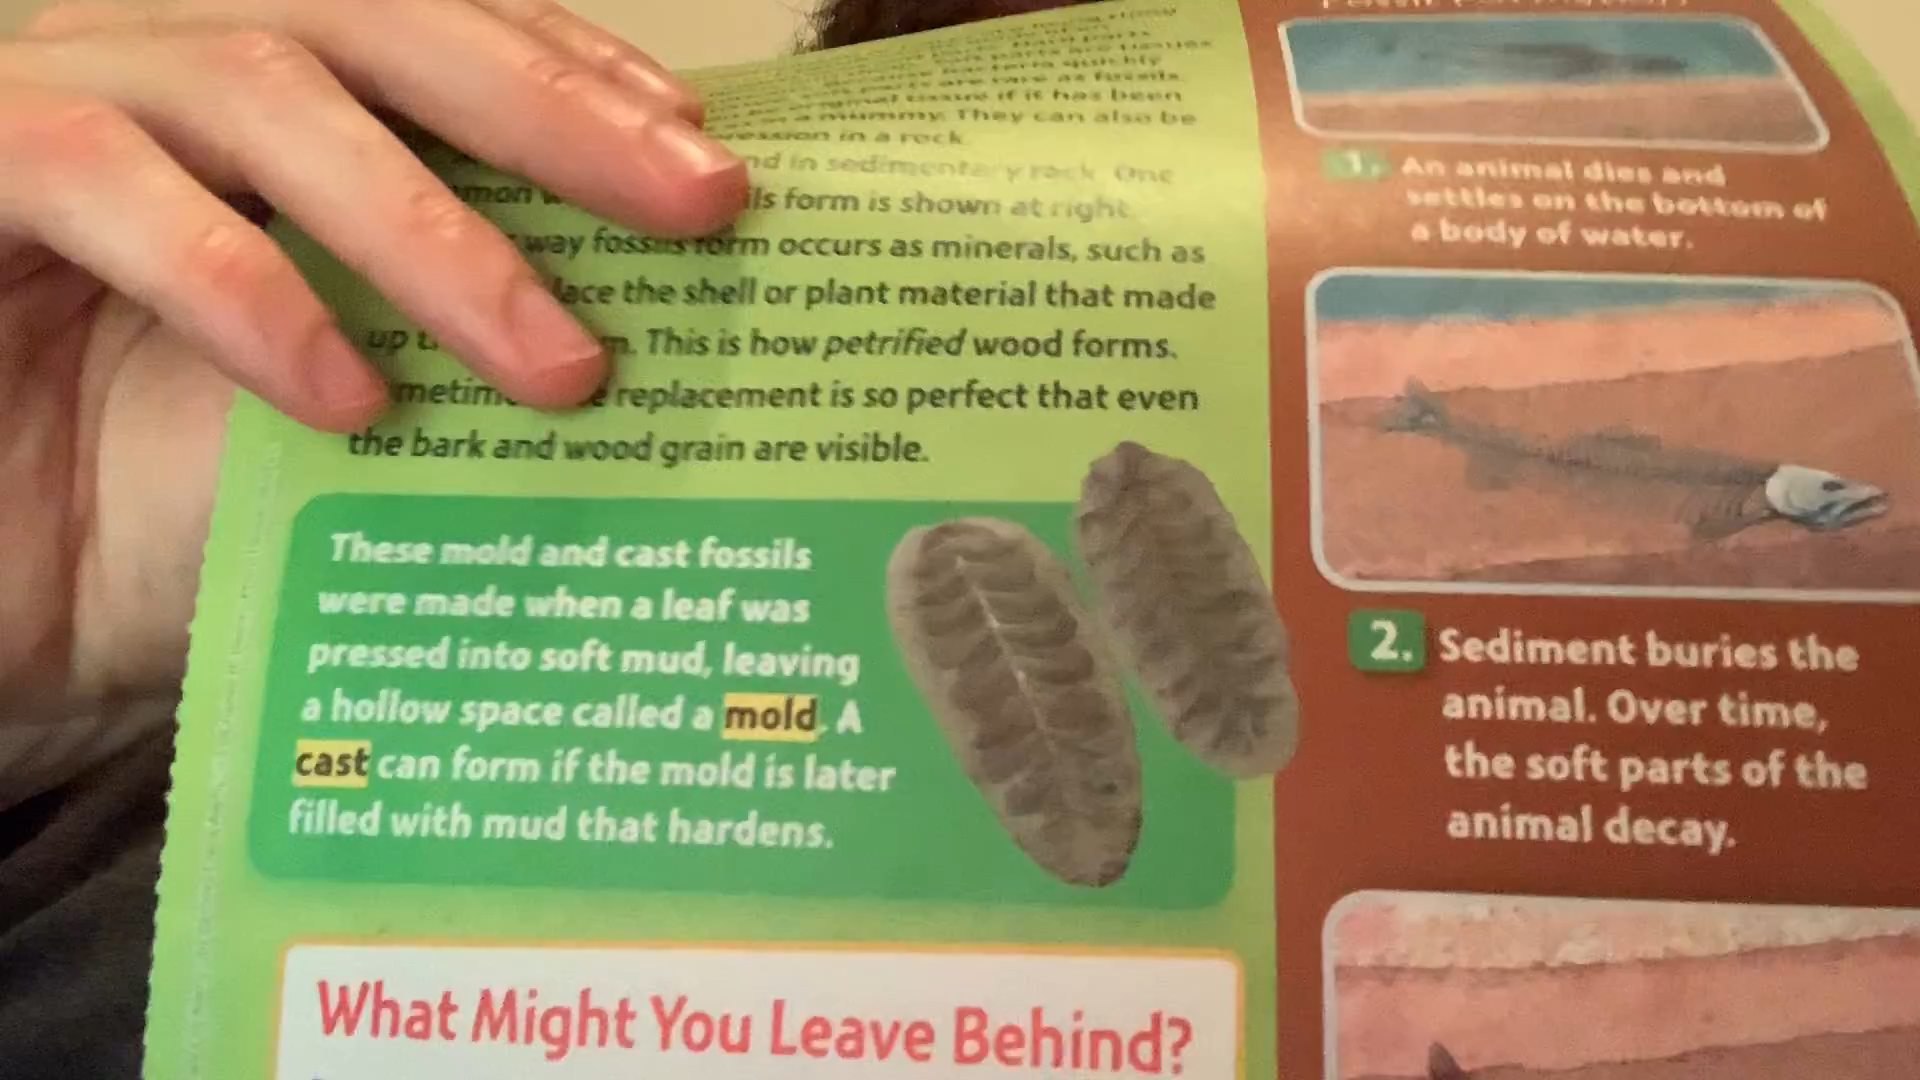 quickly
are rare as fossils.
tissue if it has been
mummy. They can also be
in a rock.
in sedimentary rock. One
form is shown at right.
way fossils form occurs as minerals, such as
the shell or plant material that made
up This is how petrified wood forms.
replacement is so perfect that even
the bark and wood grain are visible.
These mold and cast fossils
were made when a leaf was
pressed into soft mud, leaving
a hollow space called a mold. A
cast can form if the mold is later
filled with mud that hardens.
What Might You Leave Behind?
1. An animal dies and
settles on the bottom of
a body of water.
2. Sediment buries the
animal. Over time,
the soft parts of the
animal decay.